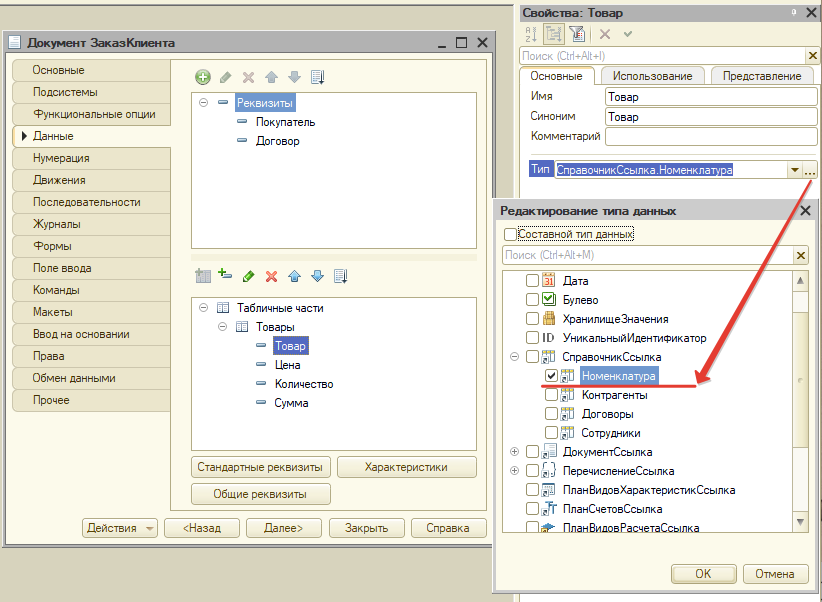 Свойства: Товар
Поиск (Ctrl+Alt+I)
Основные Использование Представление
Имя Товар
Синоним Товар
Комментарий
Тип СправочникСсылка.Номенклатура ...
Документ ЗаказКлиента
Основные
Подсистемы
Функциональные опции
Данные
Нумерация
Движения
Последовательности
Журналы
Формы
Поле ввода
Команды
Макеты
Ввод на основании
Права
Обмен данными
Прочее
Реквизиты
Покупатель
Договор
Табличные части
Товары
Товар
Цена
Количество
Сумма
Стандартные реквизиты Характеристики
Общие реквизиты
Действия <Назад Далее> Закрыть Справка
Редактирование типа данных
Составной тип данных
Поиск (Ctrl+Alt+M)
31 Дата
Булево
ХранилищеЗначения
ID УникальныйИдентификатор
СправочникСсылка
Номенклатура
Контрагенты
Договоры
Сотрудники
ДокументСсылка
ПеречислениеСсылка
ПланВидовХарактеристикСсылка
ПланСчетовСсылка
ПланВидовРасчетаСсылка
OK Отмена